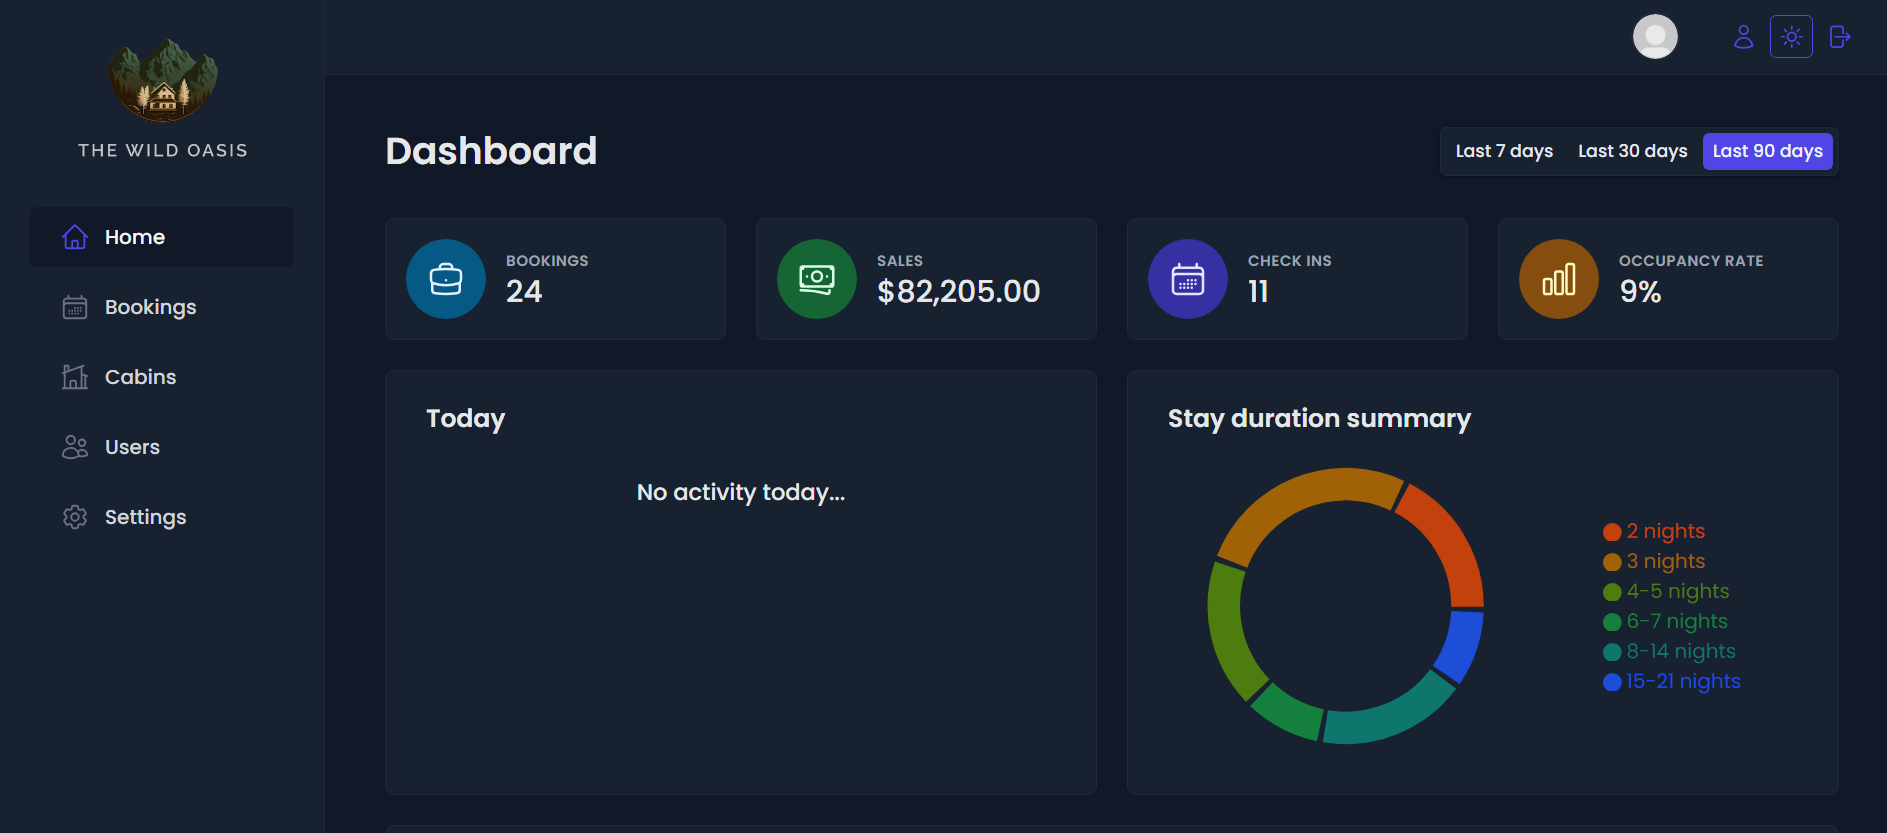 THE WILD OASIS
Home
Bookings
Cabins
Users
Settings
Dashboard
Last 7 days
Last 30 days
Last 90 days
BOOKINGS
24
SALES
$82,205.00
CHECK INS
11
OCCUPANCY RATE
9%
Today
No activity today...
Stay duration summary
2 nights
3 nights
4-5 nights
6-7 nights
8-14 nights
15-21 nights